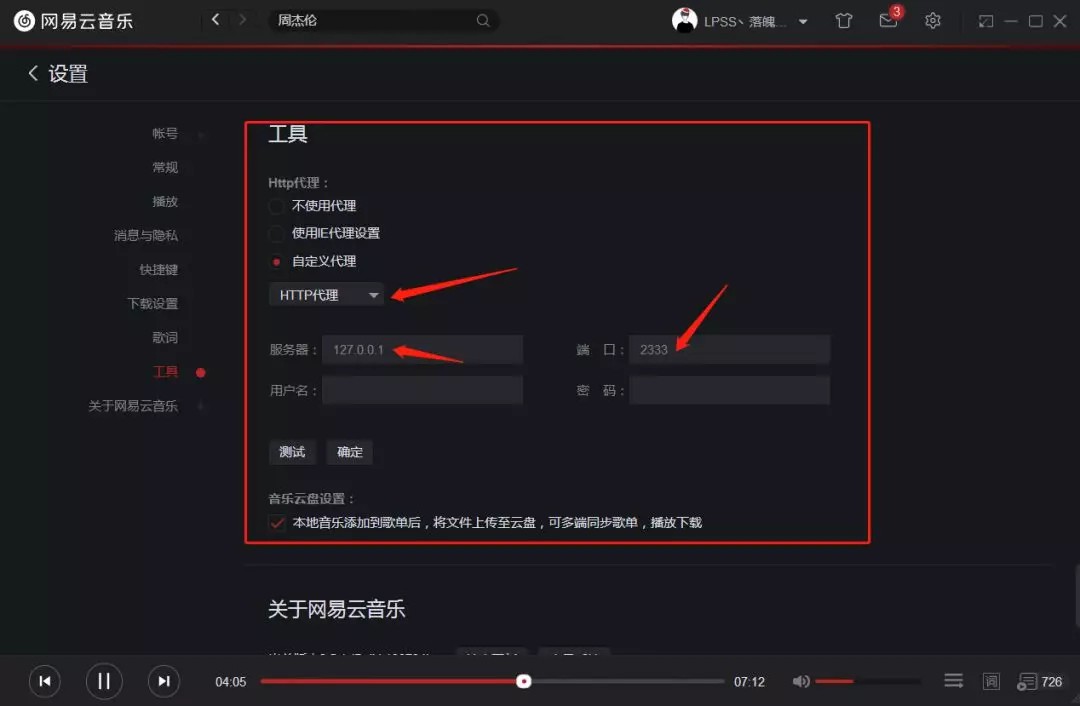 网易云音乐
周杰伦
LPSS丶落魄...
3
设置
帐号
常规
播放
消息与隐私
快捷键
下载设置
歌词
工具
关于网易云音乐
工具
Http代理：
不使用代理
使用IE代理设置
自定义代理
HTTP代理
服务器： 127.0.0.1 端 口： 2333
用户名： 密 码：
测试 确定
音乐云盘设置：
本地音乐添加到歌单后，将文件上传至云盘，可多端同步歌单，播放下载
关于网易云音乐
04:05 07:12 词 726